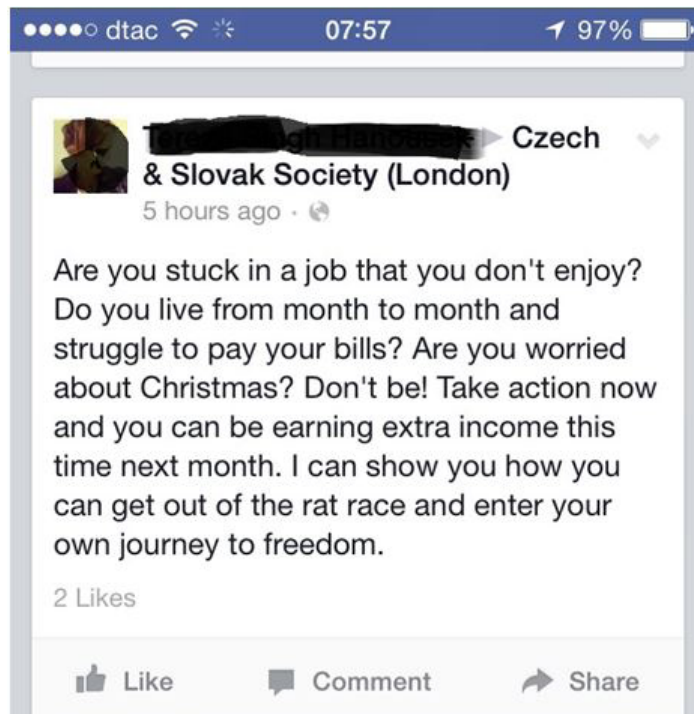 dtac 07:57 97%
Czech
& Slovak Society (London)
5 hours ago ·
Are you stuck in a job that you don't enjoy?
Do you live from month to month and
struggle to pay your bills? Are you worried
about Christmas? Don't be! Take action now
and you can be earning extra income this
time next month. I can show you how you
can get out of the rat race and enter your
own journey to freedom.
2 Likes
Like Comment Share